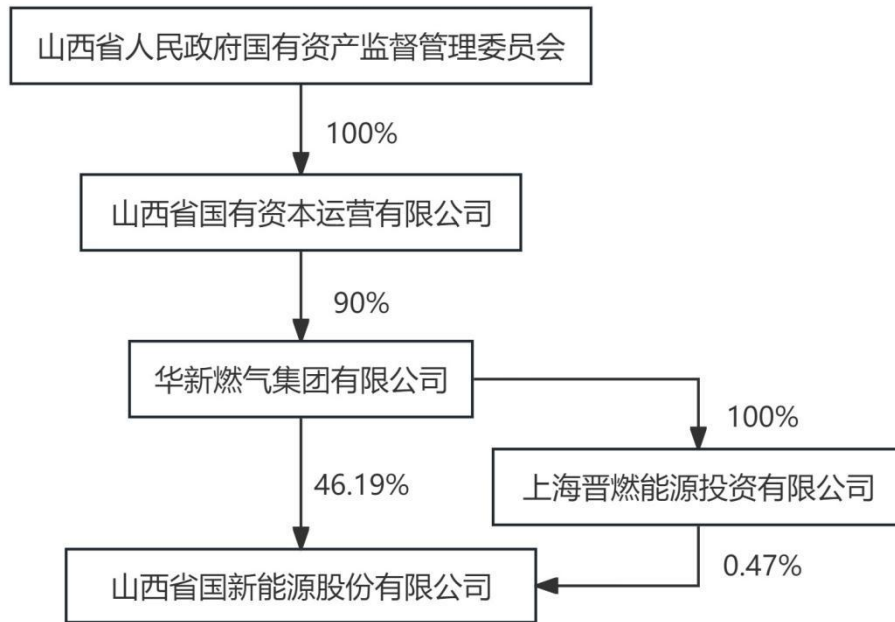 山西省人民政府国有资产监督管理委员会
100%
山西省国有资本运营有限公司
90%
华新燃气集团有限公司
100%
46.19%
上海晋燃能源投资有限公司
0.47%
山西省国新能源股份有限公司